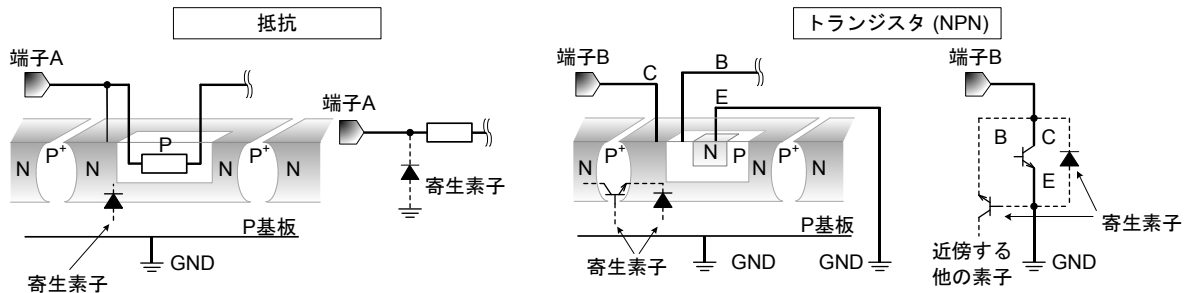 抵抗
端子A
N
P+
N
P
N
P+
N
P基板
寄生素子
GND
端子A
寄生素子
トランジスタ (NPN)
端子B
C
B
E
N
P+
N
N
P
P+
N
P基板
寄生素子
GND
GND
端子B
B
C
E
寄生素子
近傍する
他の素子
GND